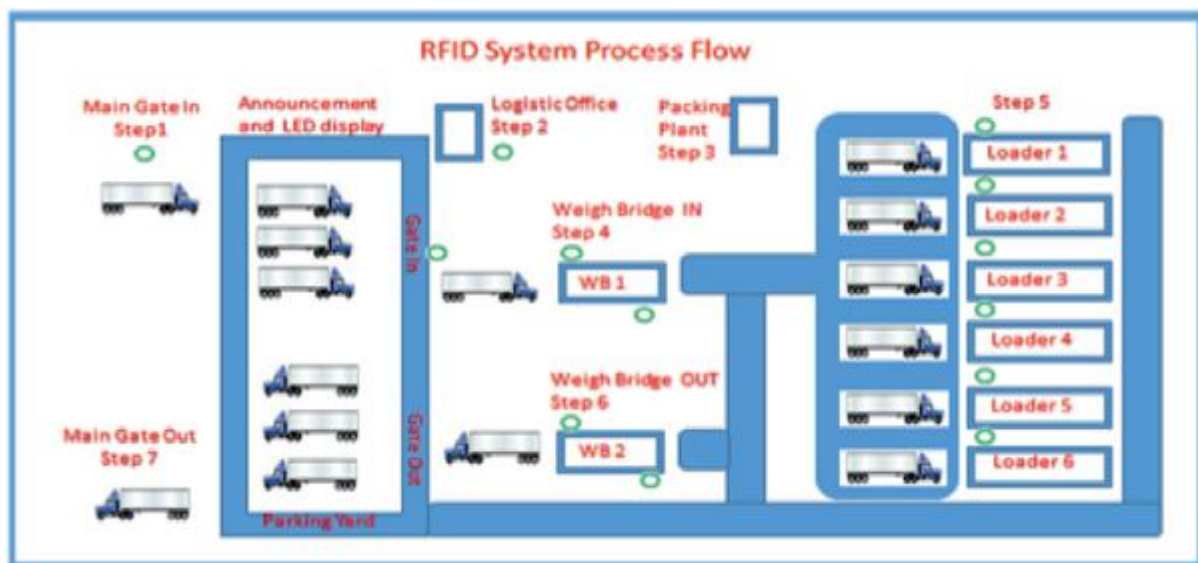 RFID System Process Flow
Main Gate In
Step1
Announcement
and LED display
Logistic Office
Step 2
Packing
Plant
Step 3
Step 5
Loader 1
Loader 2
Loader 3
Loader 4
Loader 5
Loader 6
Gate In
Weigh Bridge IN
Step 4
WB 1
Weigh Bridge OUT
Step 6
WB 2
Gate Out
Main Gate Out
Step 7
Parking Yard